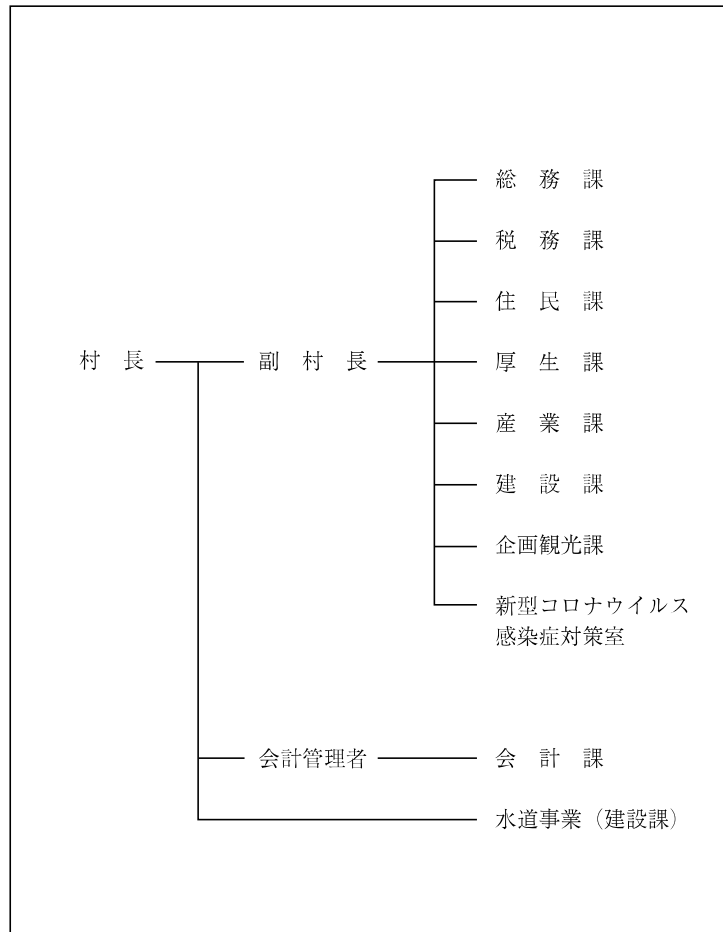 総務課
税務課
住民課
村長
副村長
厚生課
産業課
建設課
企画観光課
新型コロナウイルス
感染症対策室
会計管理者
会計課
水道事業（建設課）